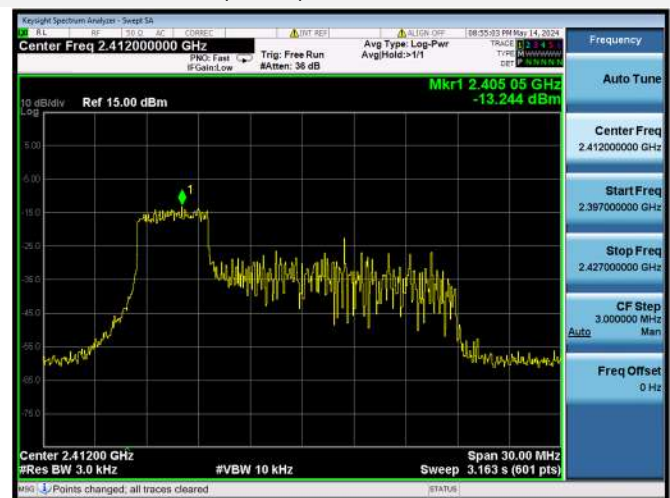 Keysight Spectrum Analyzer - Swept SA
RL RF 50 Ω AC CORREC INT REF ALIGN OFF 08:55:03 PM May 14, 2024
Center Freq 2.412000000 GHz
PNO: Fast
IFGain:Low
Trig: Free Run
#Atten: 36 dB
Avg Type: Log-Pwr
Avg|Hold:>1/1
TRACE 1 2 3 4 5
TYPE M
DET P N N N N N
Mkr1 2.405 05 GHz
-13.244 dBm
10 dB/div Ref 15.00 dBm
Log
5.00
-5.00
-15.0
-25.0
-35.0
-45.0
-55.0
-65.0
-75.0
1
Center 2.41200 GHz
#Res BW 3.0 kHz
#VBW 10 kHz
Span 30.00 MHz
Sweep 3.163 s (601 pts)
MSG Points changed; all traces cleared
STATUS
Frequency
Auto Tune
Center Freq
2.412000000 GHz
Start Freq
2.397000000 GHz
Stop Freq
2.427000000 GHz
CF Step
3.000000 MHz
Auto Man
Freq Offset
0 Hz